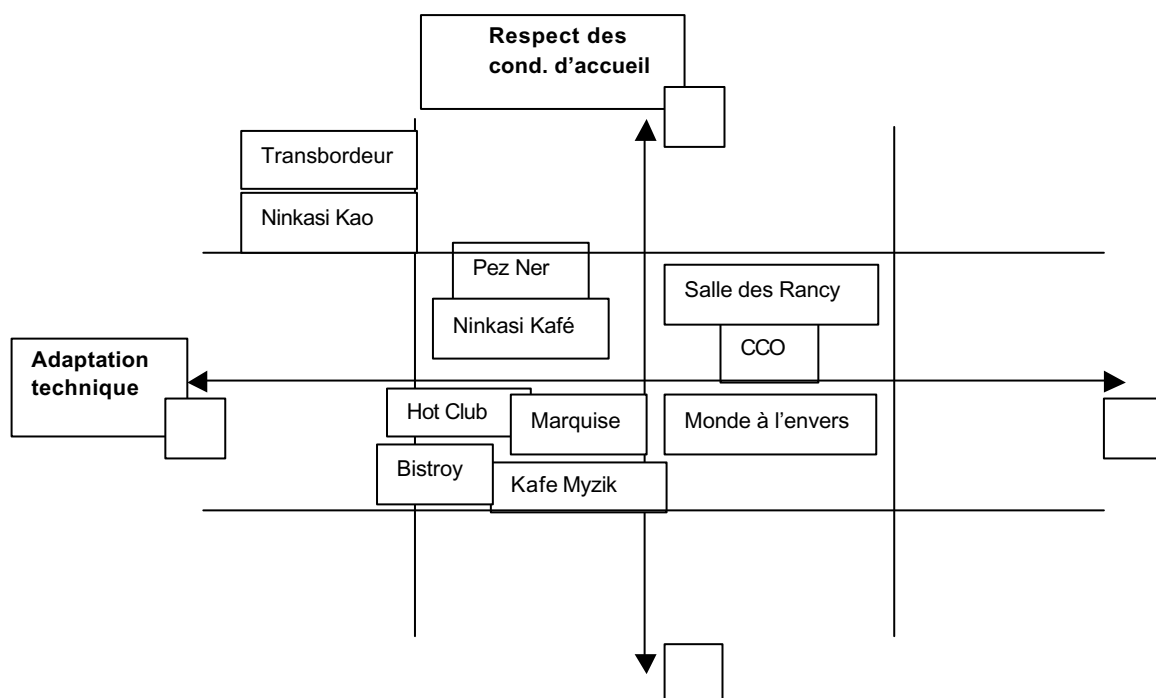 Respect des
cond. d’accueil
Transbordeur
Ninkasi Kao
Pez Ner
Salle des Rancy
Ninkasi Kafé
CCO
Adaptation
technique
Hot Club
Marquise
Monde à l’envers
Bistroy
Kafe Myzik